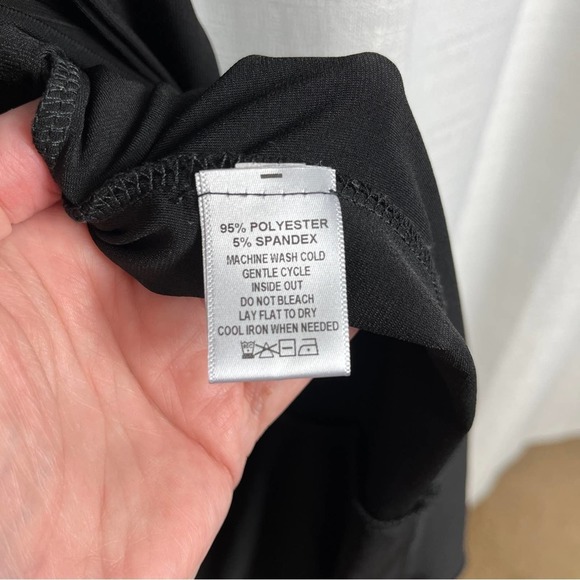 95% POLYESTER
5% SPANDEX
MACHINE WASH COLD
GENTLE CYCLE
INSIDE OUT
DO NOT BLEACH
LAY FLAT TO DRY
COOL IRON WHEN NEEDED